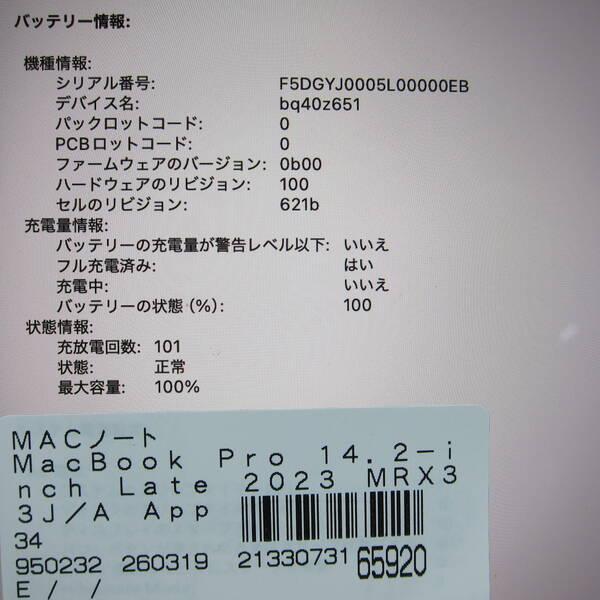 バッテリー情報:
機種情報:
シリアル番号: F5DGYJ0005L00000EB
デバイス名: bq40z651
パックロットコード: 0
PCBロットコード: 0
ファームウェアのバージョン: 0b00
ハードウェアのリビジョン: 100
セルのリビジョン: 621b
充電量情報:
バッテリーの充電量が警告レベル以下: いいえ
フル充電済み: はい
充電中: いいえ
バッテリーの状態 (%): 100
状態情報:
充放電回数: 101
状態: 正常
最大容量: 100%
MACノート
MacBook Pro 14.2-i
nch Late 2023 MRX3
3J/A App
34
950232 260319 21330731 65920
E / /